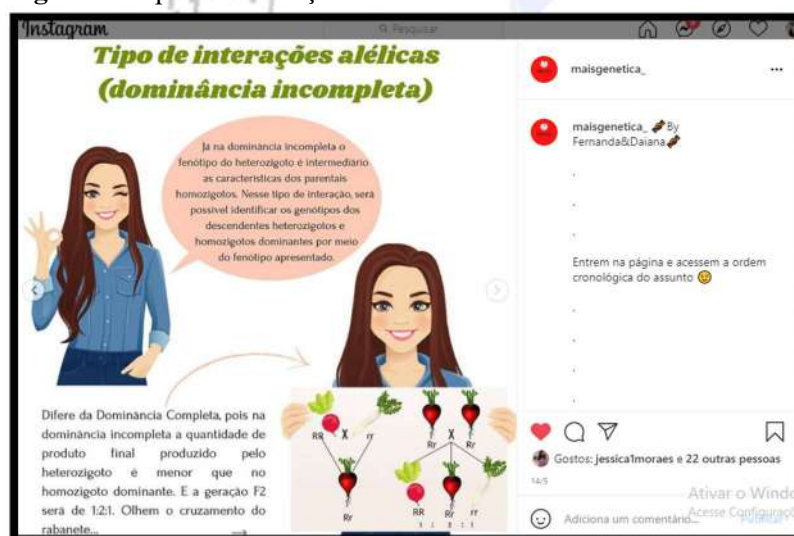 Instagram
Pesquisar
Tipo de interações alélicas
(dominância incompleta)
Já na dominância incompleta o
fenótipo do heterozigoto é intermediário
as características dos parentais
homozigotos. Nesse tipo de interação, será
possível identificar os genótipos dos
descendentes heterozigotos e
homozigotos dominantes por meio
do fenótipo apresentado.
Difere da Dominância Completa, pois na
dominância incompleta a quantidade de
produto final produzido pelo
heterozigoto é menor que no
homozigoto dominante. E a geração F2
será de 1:2:1. Olhem o cruzamento do
rabanete...
RR X rr
Rr
Rr X Rr
RR Rr rr
maisgenetica_
maisgenetica_ By
Fernanda&Daiana
.
.
.
Entrem na página e acessem a ordem
cronológica do assunto
.
.
.
.
Gostos: jessica1moraes e 22 outras pessoas
14/5
Ativar o Windo
Adiciona um comentário...
Acesse Configuraçõ